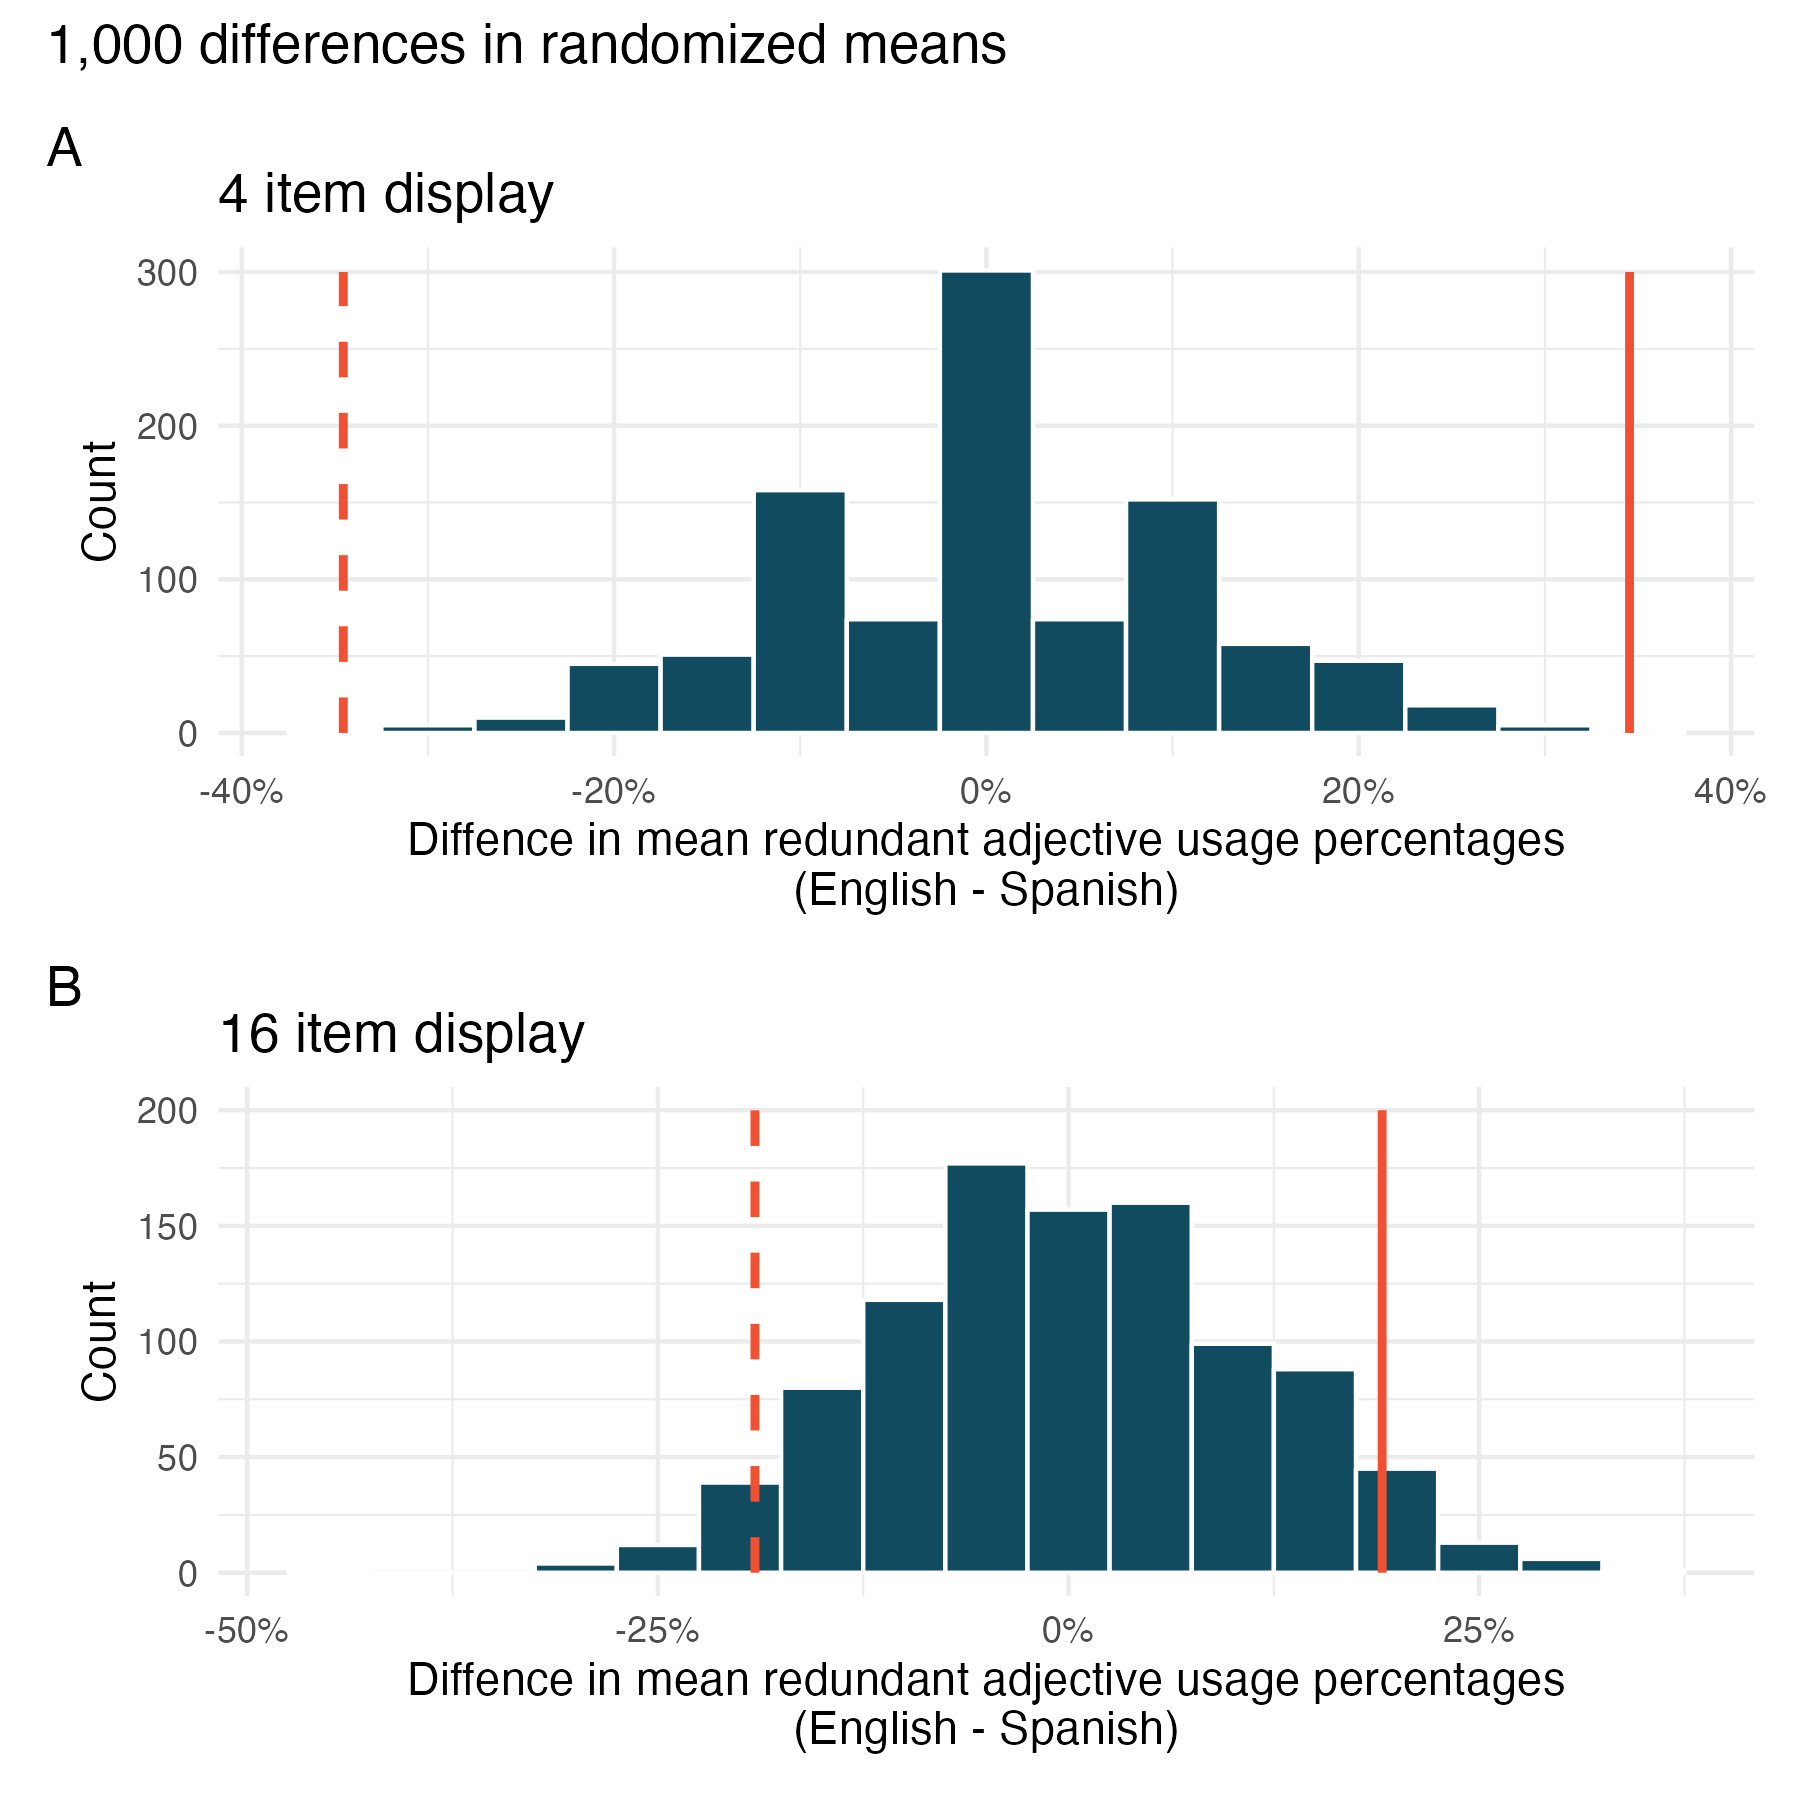 1,000 differences in randomized means
A
4 item display
300
200
100
0
Count
-40%
-20%
0%
20%
40%
Diffence in mean redundant adjective usage percentages
(English - Spanish)
B
16 item display
200
150
100
50
0
Count
-50%
-25%
0%
25%
Diffence in mean redundant adjective usage percentages
(English - Spanish)